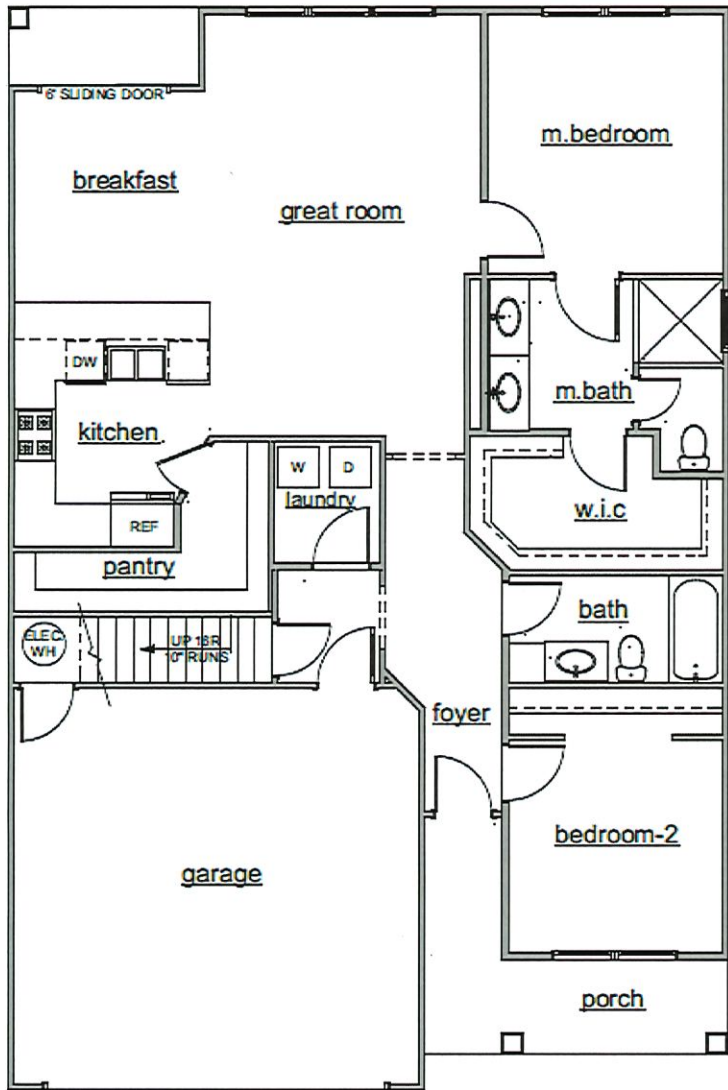 6' SLIDING DOOR
m.bedroom
breakfast
great room
DW
m.bath
kitchen
W
D
laundry
w.i.c
REF
pantry
bath
ELEC.
WH
UP 18R
10" RUNS
foyer
bedroom-2
garage
porch